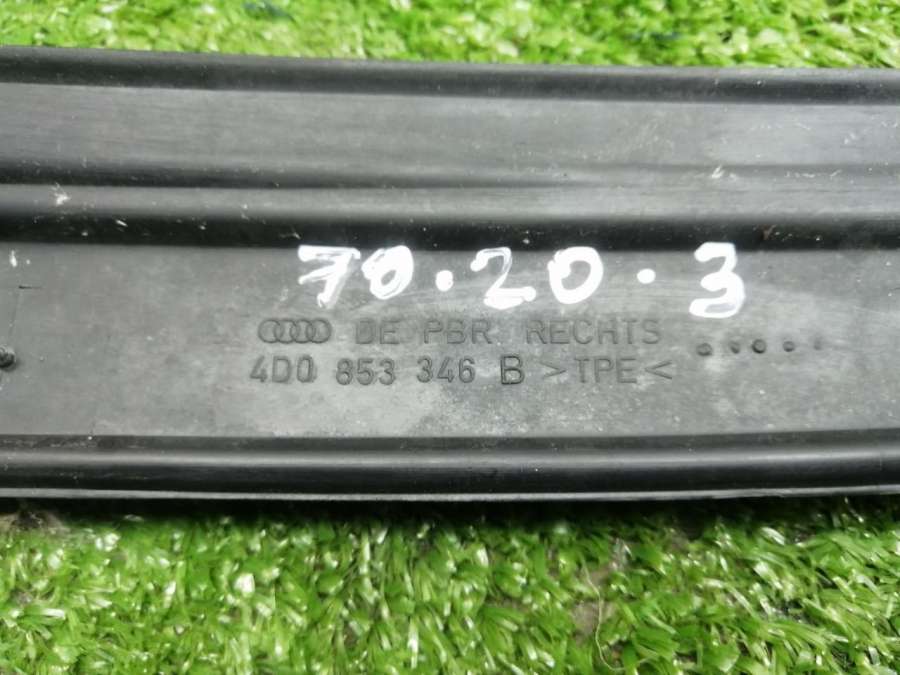 70.20.3
DE PBR RECHTS
4D0 853 346 B >TPE<